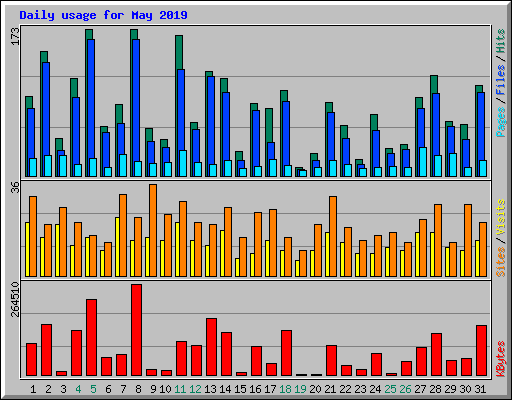 Daily usage for May 2019
173
Pages / Files / Hits
36
Sites / Visits
264510
KBytes
1 2 3 4 5 6 7 8 9 10 11 12 13 14 15 16 17 18 19 20 21 22 23 24 25 26 27 28 29 30 31